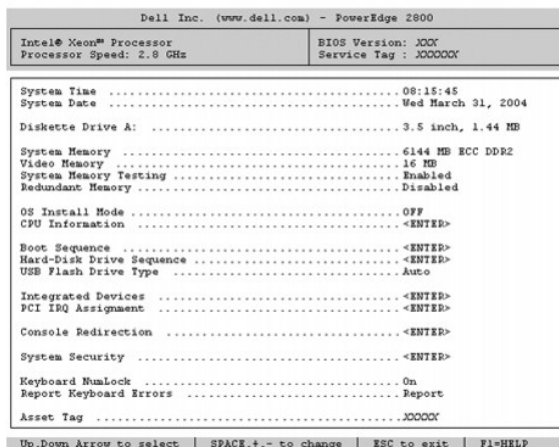 Dell Inc. (www.dell.com) - PowerEdge 2800
Intel® Xeon™ Processor
Processor Speed: 2.8 GHz
BIOS Version: XXX
Service Tag : XXXXXX
System Time ........................................ 08:15:45
System Date ........................................ Wed March 31, 2004
Diskette Drive A: .................................. 3.5 inch, 1.44 MB
System Memory ...................................... 6144 MB ECC DDR2
Video Memory ....................................... 16 MB
System Memory Testing .............................. Enabled
Redundant Memory ................................... Disabled
OS Install Mode .................................... OFF
CPU Information .................................... <ENTER>
Boot Sequence ...................................... <ENTER>
Hard-Disk Drive Sequence ........................... <ENTER>
USB Flash Drive Type ............................... Auto
Integrated Devices ................................. <ENTER>
PCI IRQ Assignment ................................. <ENTER>
Console Redirection ................................ <ENTER>
System Security .................................... <ENTER>
Keyboard NumLock ................................... On
Report Keyboard Errors ............................. Report
Asset Tag .......................................... XXXXX
Up,Down Arrow to select | SPACE,+,- to change | ESC to exit | F1=HELP